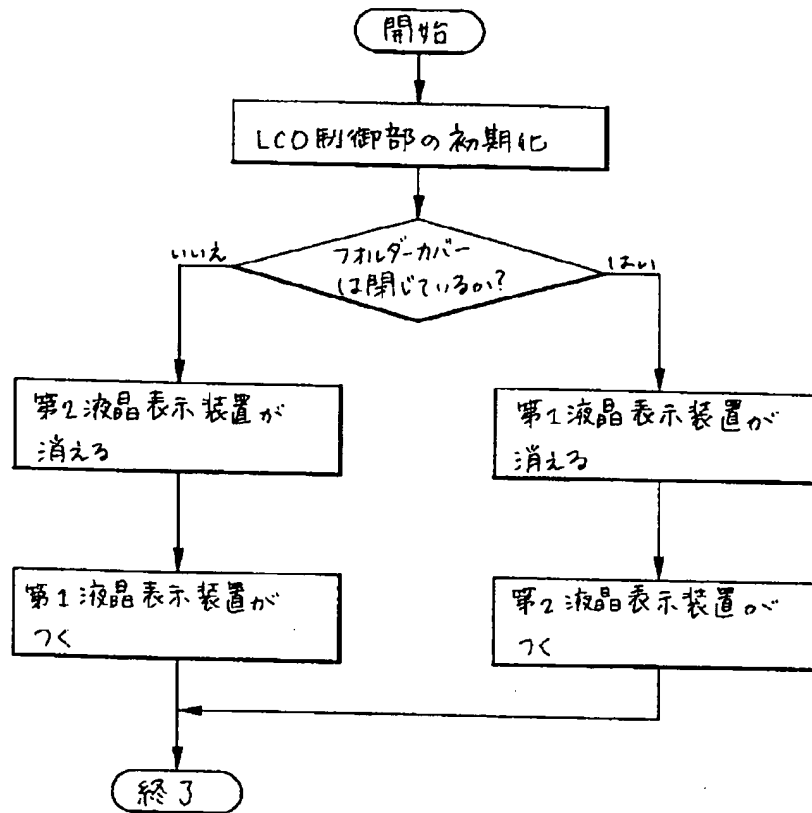 開始
LCD制御部の初期化
フォルダーカバー
は閉じているか?
いいえ
はい
第2液晶表示装置が
消える
第1液晶表示装置が
つく
第1液晶表示装置が
消える
第2液晶表示装置が
つく
終了